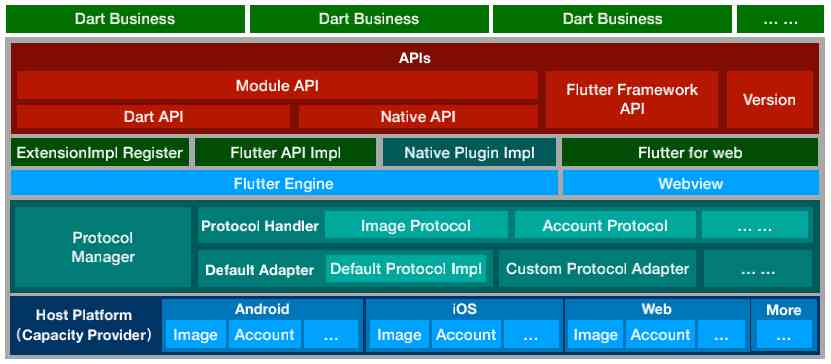 Dart Business
Dart Business
Dart Business
... ...
APIs
Module API
Dart API
Native API
Flutter Framework
API
Version
ExtensionImpl Register
Flutter API Impl
Native Plugin Impl
Flutter for web
Flutter Engine
Webview
Protocol
Manager
Protocol Handler
Image Protocol
Account Protocol
... ...
Default Adapter
Default Protocol Impl
Custom Protocol Adapter
... ...
Host Platform
(Capacity Provider)
Android
Image
Account
...
iOS
Image
Account
...
Web
Image
Account
...
More
...